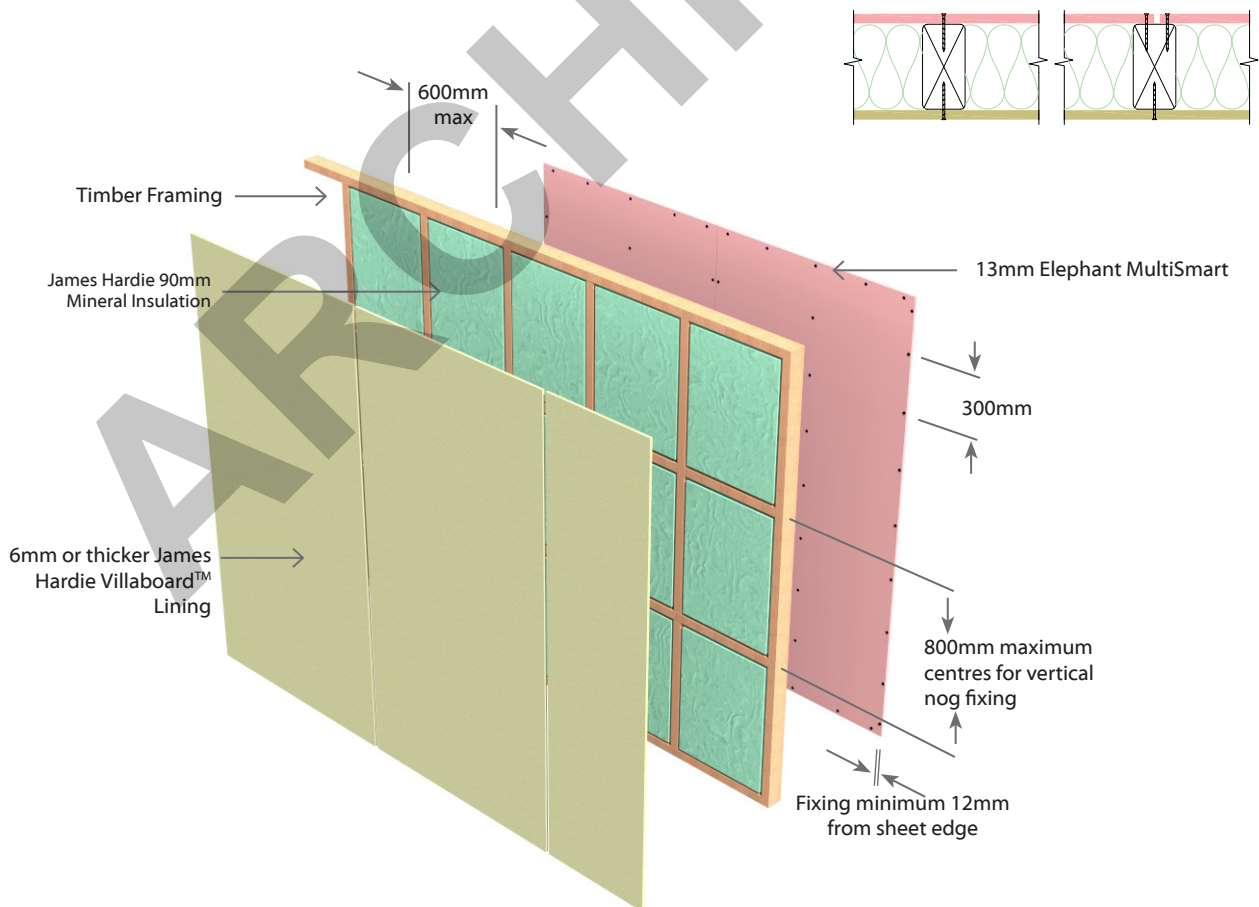 600mm
max
Timber Framing
James Hardie 90mm
Mineral Insulation
13mm Elephant MultiSmart
300mm
6mm or thicker James
Hardie Villaboard™
Lining
800mm maximum
centres for vertical
nog fixing
Fixing minimum 12mm
from sheet edge